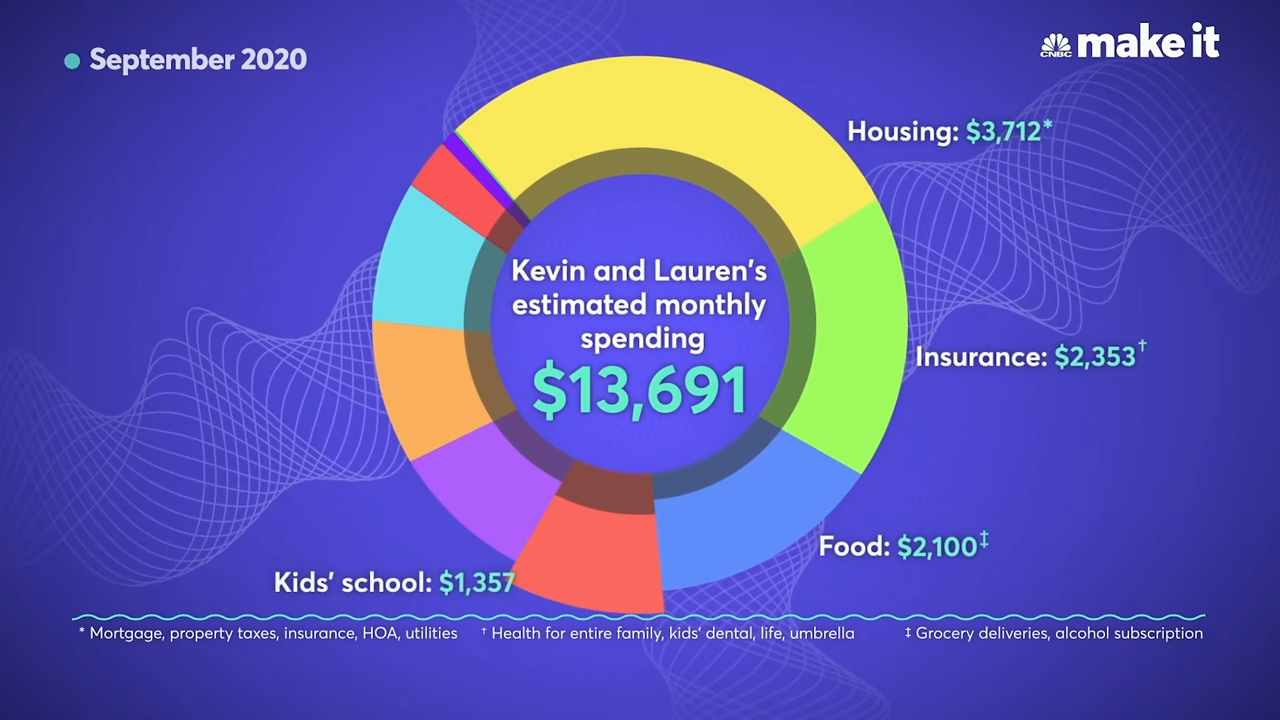 September 2020
CNBC make it
Housing: $3,712*
Kevin and Lauren's
estimated monthly
spending
$13,691
Insurance: $2,353†
Food: $2,100‡
Kids' school: $1,357
* Mortgage, property taxes, insurance, HOA, utilities † Health for entire family, kids' dental, life, umbrella ‡ Grocery deliveries, alcohol subscription